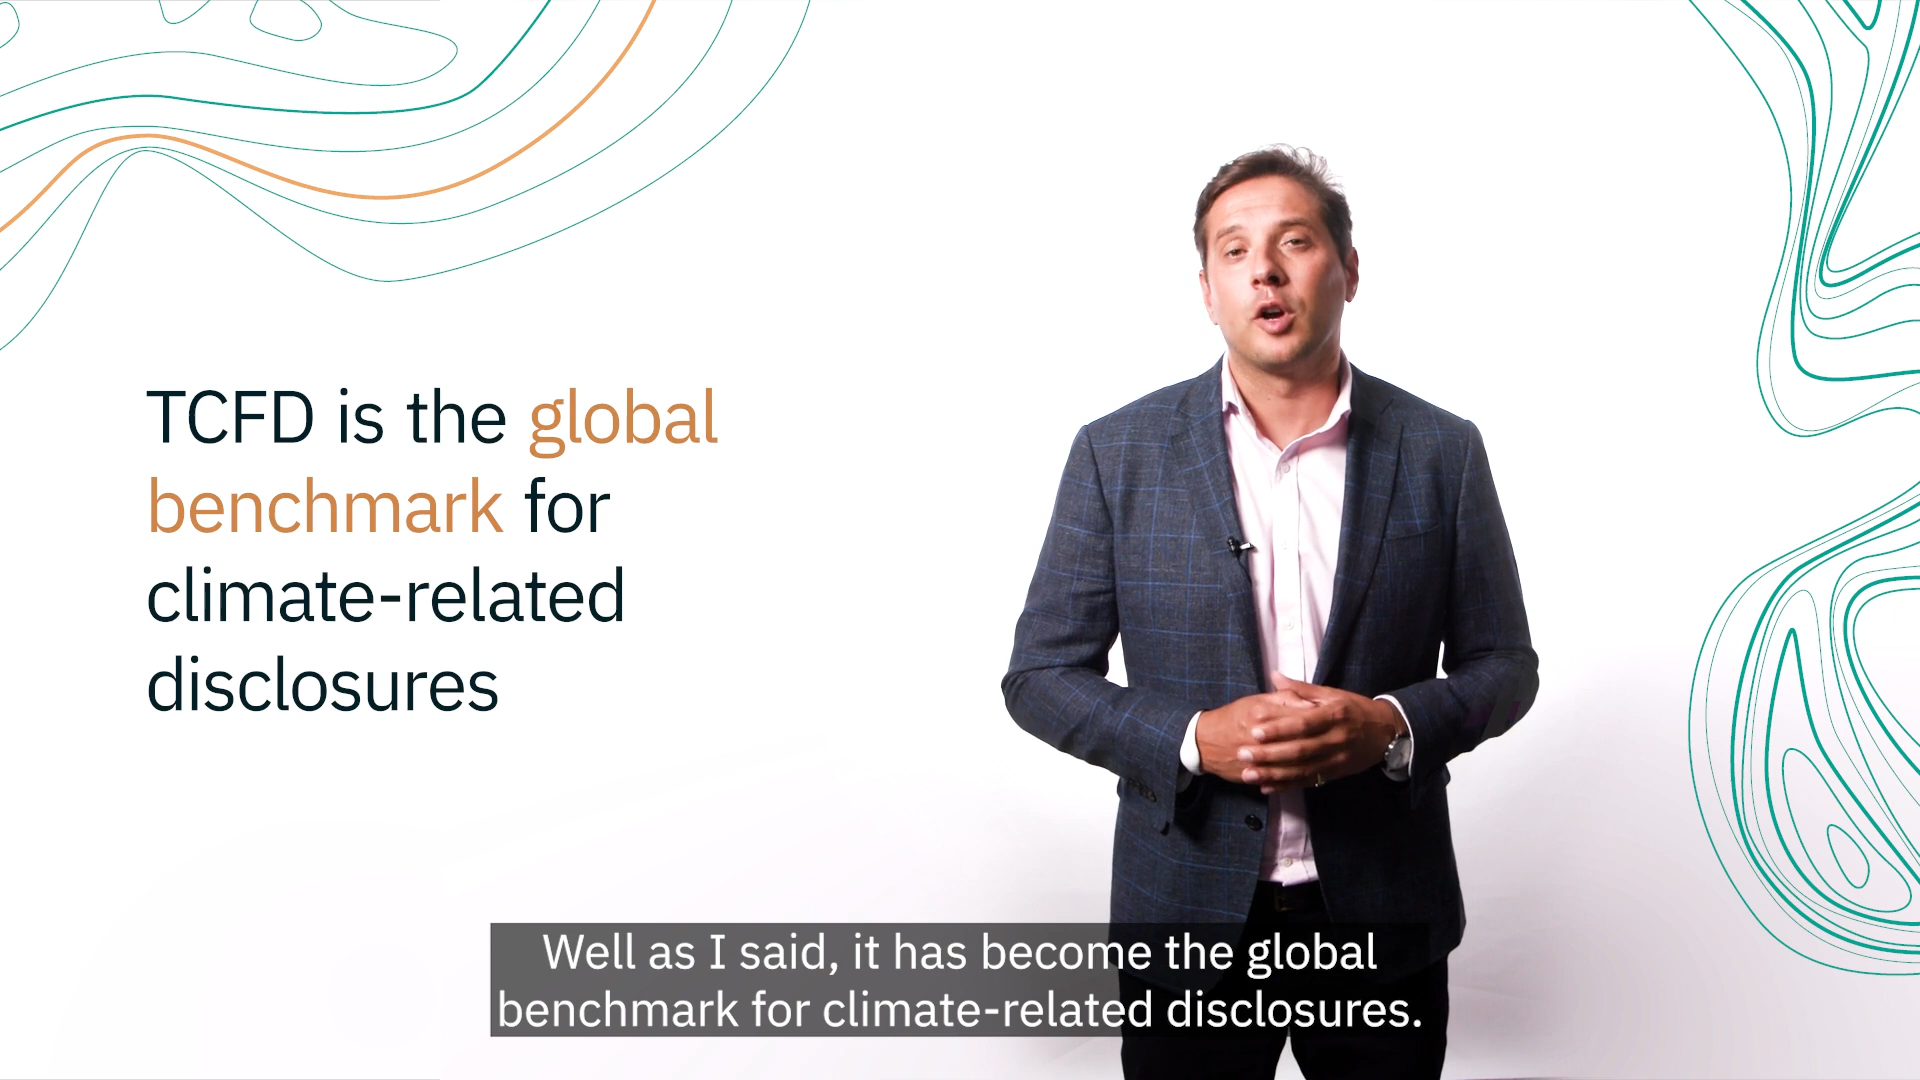 TCFD is the global
benchmark for
climate-related
disclosures
Well as I said, it has become the global
benchmark for climate-related disclosures.